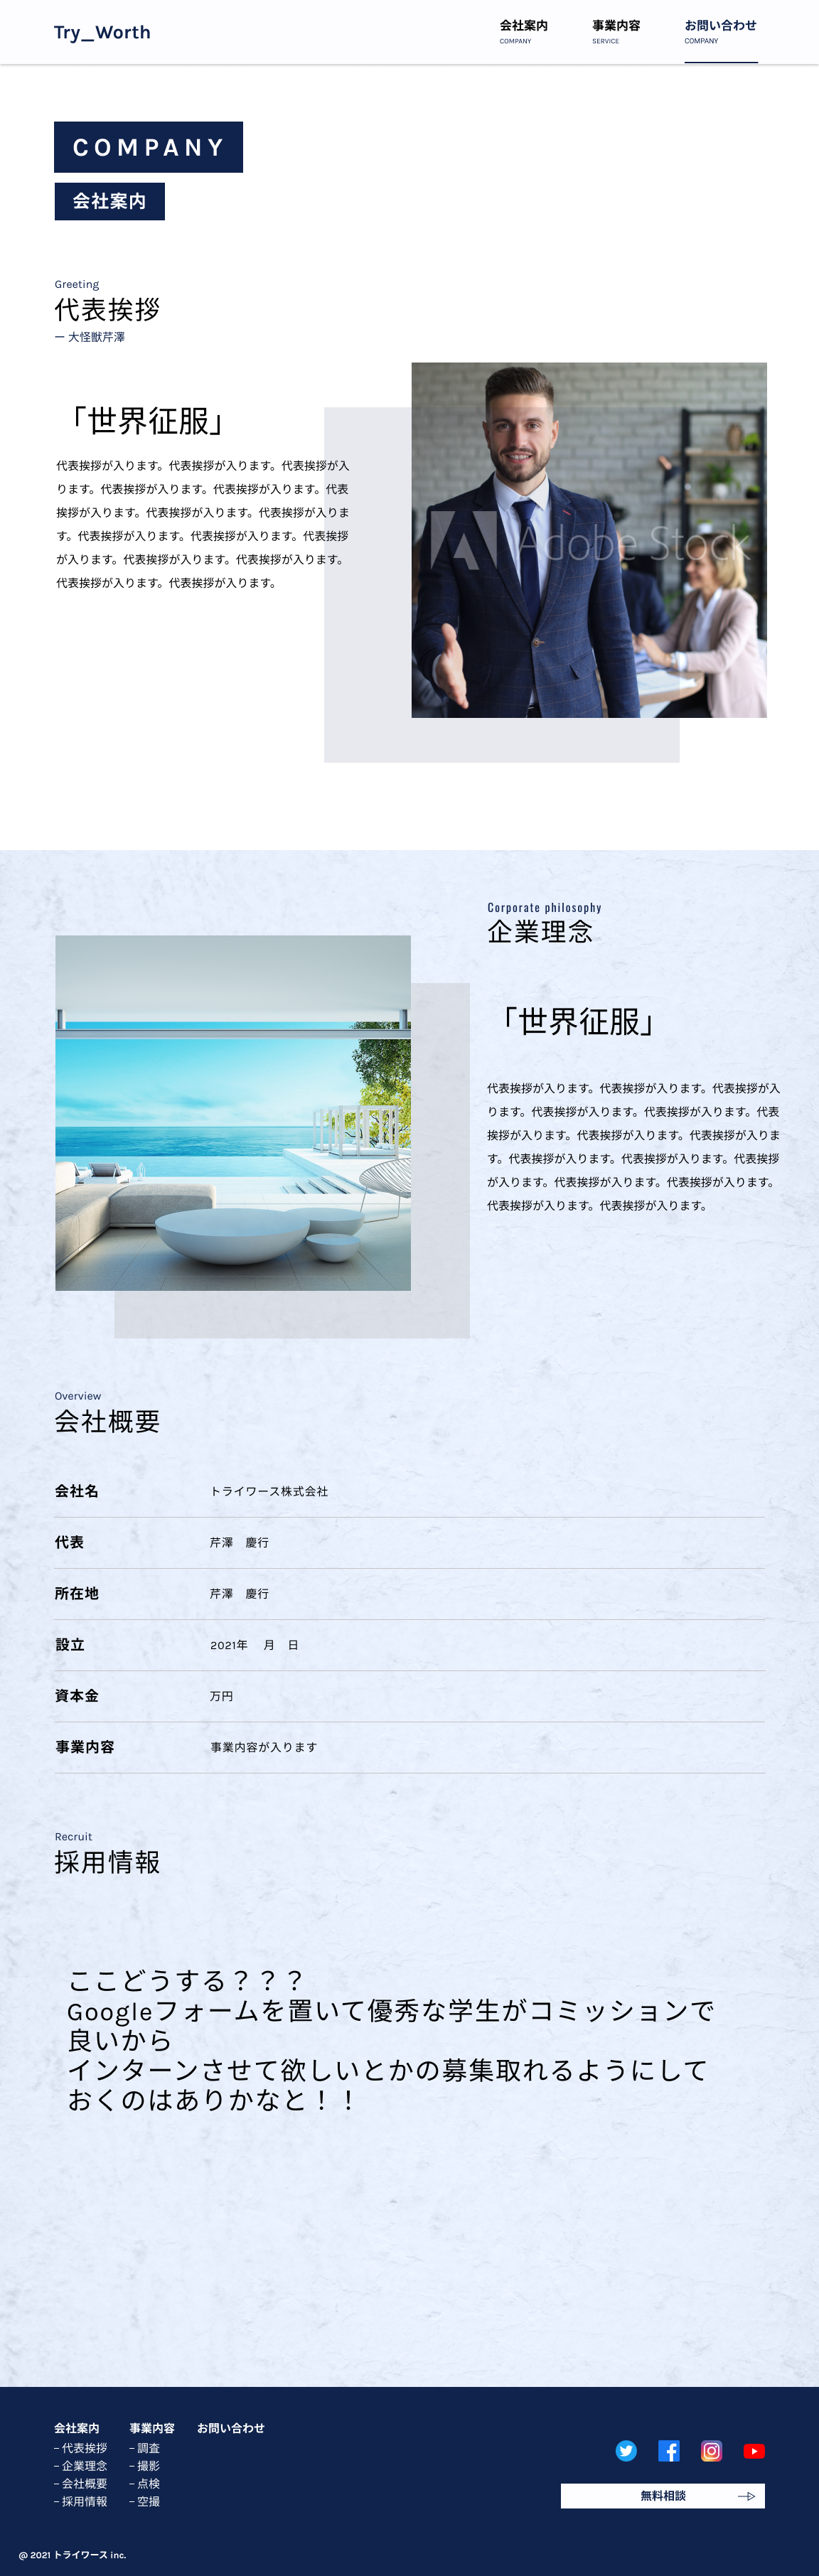 Try_Worth
会社案内
COMPANY
事業内容
SERVICE
お問い合わせ
COMPANY
COMPANY
会社案内
Greeting
代表挨拶
ー 大怪獣芹澤
「世界征服」
代表挨拶が入ります。代表挨拶が入ります。代表挨拶が入
ります。代表挨拶が入ります。代表挨拶が入ります。代表
挨拶が入ります。代表挨拶が入ります。代表挨拶が入りま
す。代表挨拶が入ります。代表挨拶が入ります。代表挨拶
が入ります。代表挨拶が入ります。代表挨拶が入ります。
代表挨拶が入ります。代表挨拶が入ります。
Adobe Stock
Corporate philosophy
企業理念
「世界征服」
代表挨拶が入ります。代表挨拶が入ります。代表挨拶が入
ります。代表挨拶が入ります。代表挨拶が入ります。代表
挨拶が入ります。代表挨拶が入ります。代表挨拶が入りま
す。代表挨拶が入ります。代表挨拶が入ります。代表挨拶
が入ります。代表挨拶が入ります。代表挨拶が入ります。
代表挨拶が入ります。代表挨拶が入ります。
Overview
会社概要
会社名 トライワース株式会社
代表 芹澤　慶行
所在地 芹澤　慶行
設立 2021年　月　日
資本金 万円
事業内容 事業内容が入ります
Recruit
採用情報
ここどうする？？？
Googleフォームを置いて優秀な学生がコミッションで
良いから
インターンさせて欲しいとかの募集取れるようにして
おくのはありかなと！！
会社案内
– 代表挨拶
– 企業理念
– 会社概要
– 採用情報
事業内容
– 調査
– 撮影
– 点検
– 空撮
お問い合わせ
無料相談
@ 2021 トライワース inc.